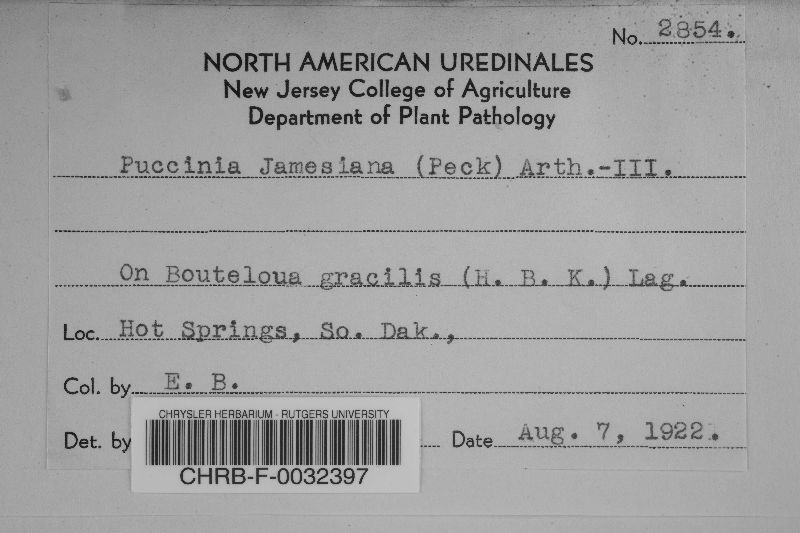 No. 2854.
NORTH AMERICAN UREDINALES
New Jersey College of Agriculture
Department of Plant Pathology
Puccinia Jamesiana (Peck) Arth.-III.
On Bouteloua gracilis (H. B. K.) Lag.
Loc. Hot Springs, So. Dak.,
Col. by E. B.
Det. by
Date Aug. 7, 1922.
CHRYSLER HERBARIUM - RUTGERS UNIVERSITY
CHRB-F-0032397